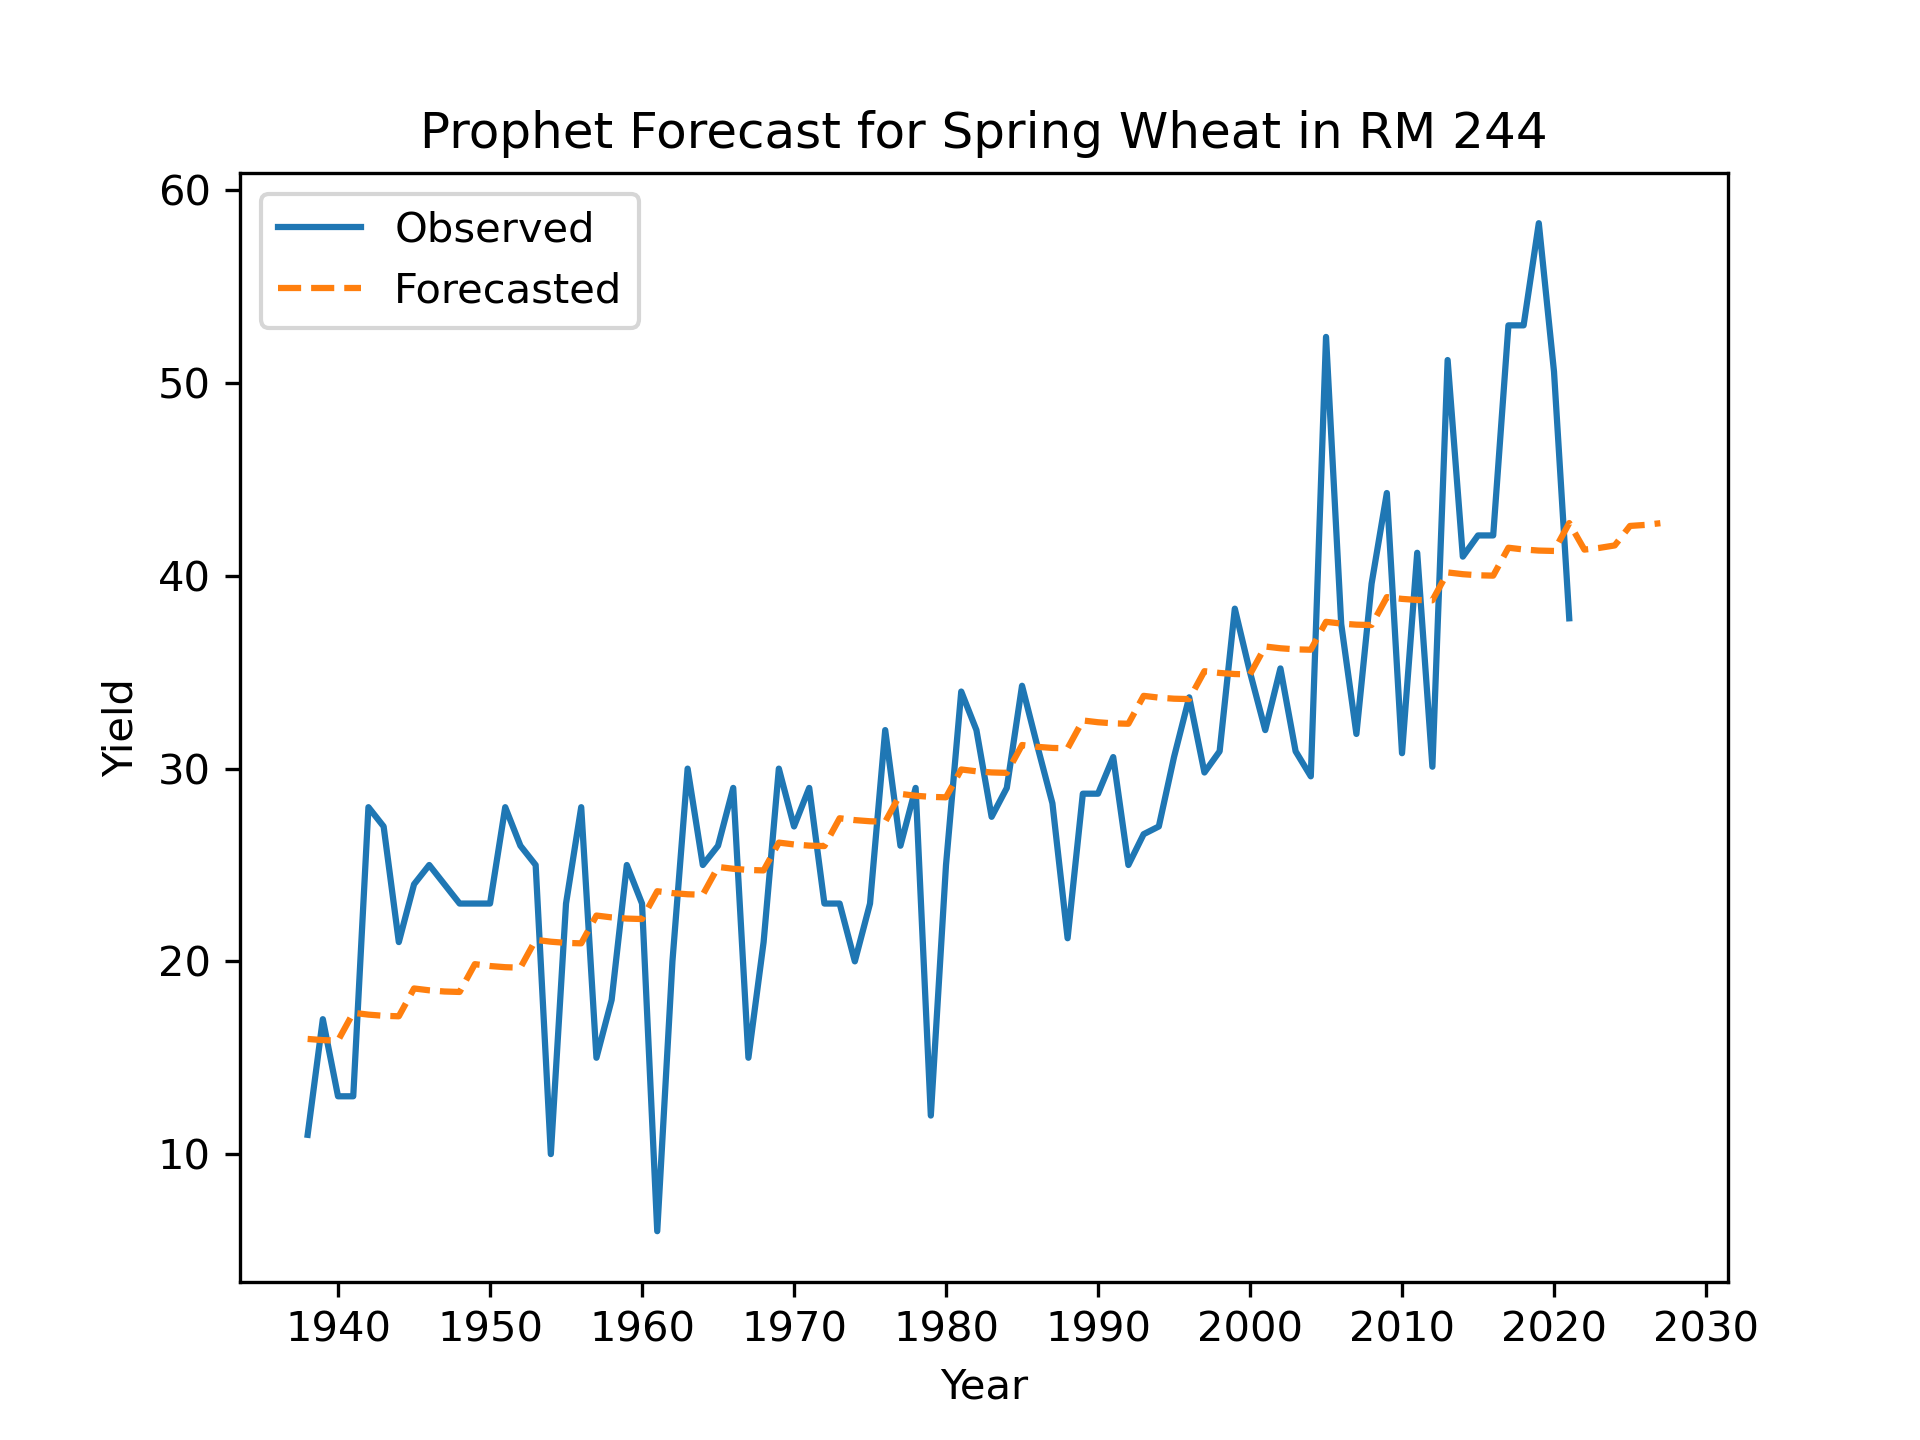 Prophet Forecast for Spring Wheat in RM 244
60
50
40
30
20
10
Observed
Forecasted
Yield
1940 1950 1960 1970 1980 1990 2000 2010 2020 2030
Year